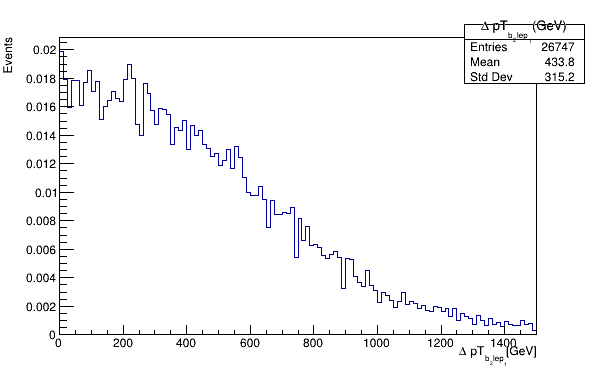 Δ pT_{b_2lep_1} (GeV)
Entries 26747
Mean 433.8
Std Dev 315.2
Events
0.02
0.018
0.016
0.014
0.012
0.01
0.008
0.006
0.004
0.002
0
0 200 400 600 800 1000 1200 1400
Δ pT_{b_2lep_1}[GeV]